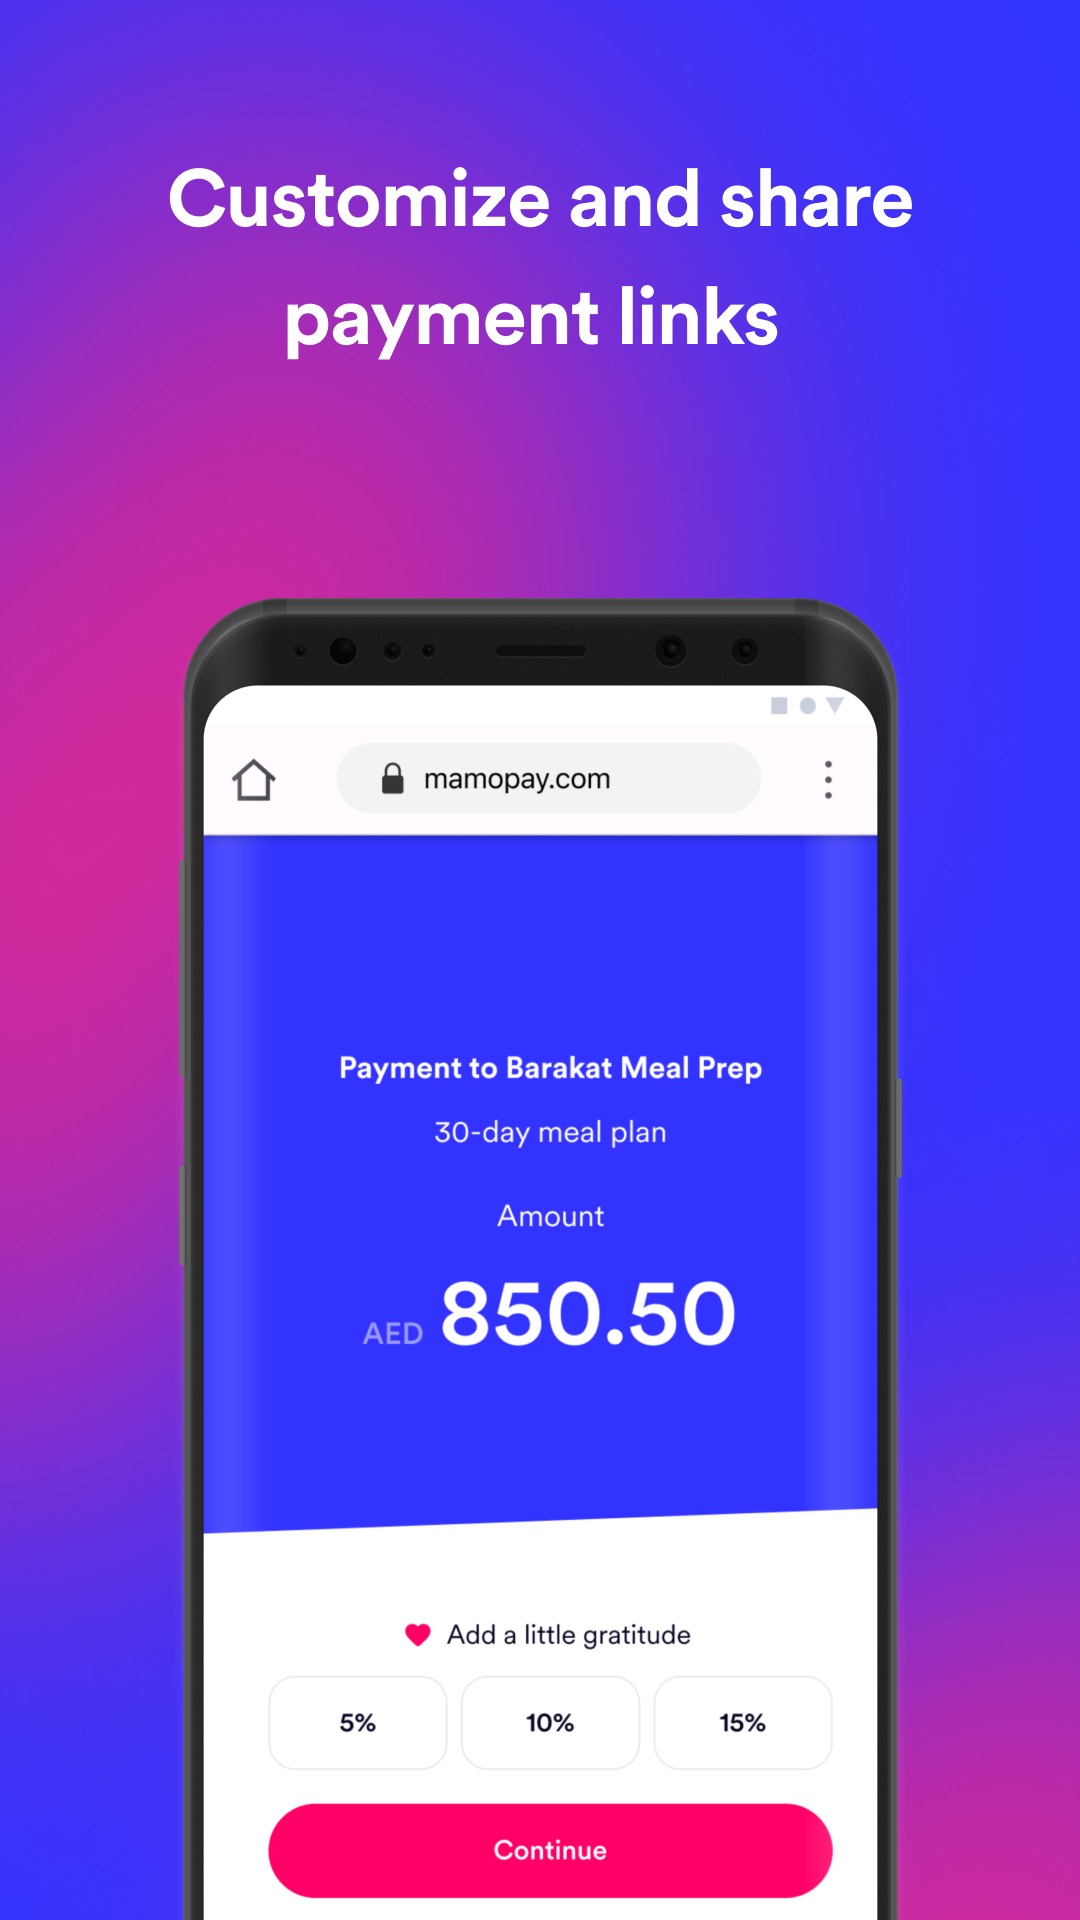 Customize and share
payment links
mamopay.com
Payment to Barakat Meal Prep
30-day meal plan
Amount
AED 850.50
Add a little gratitude
5% 10% 15%
Continue